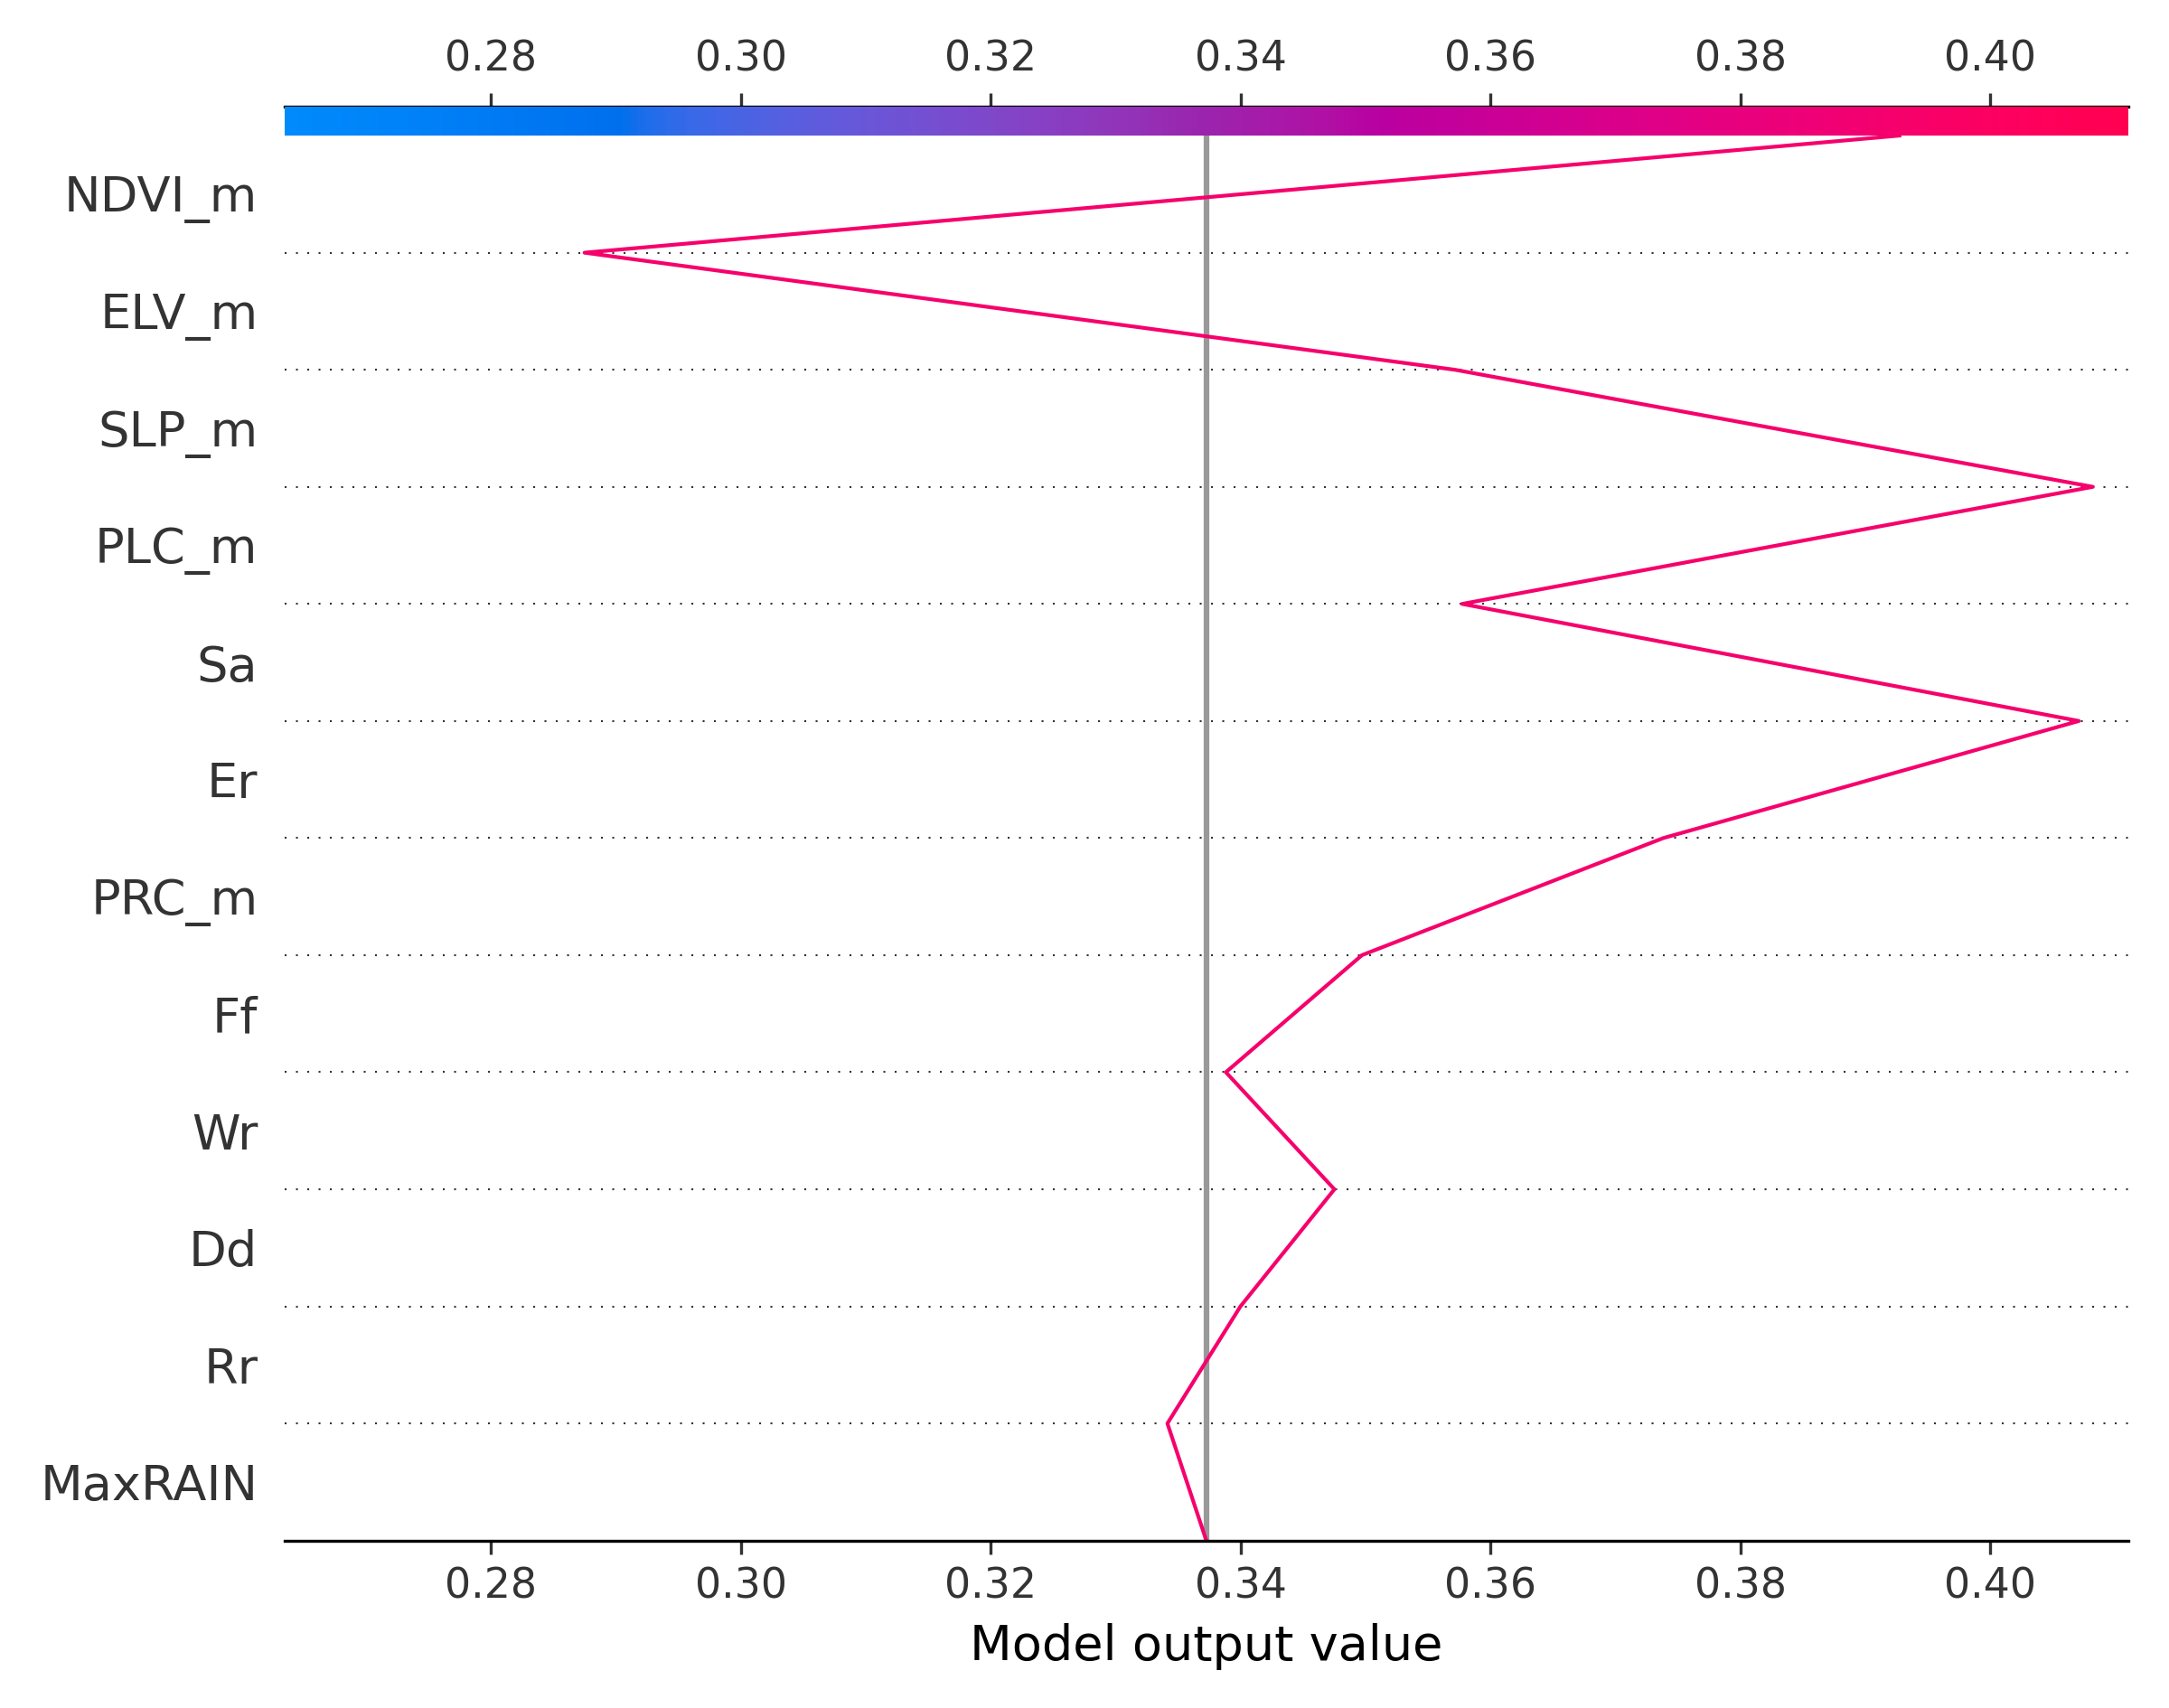 0.28 0.30 0.32 0.34 0.36 0.38 0.40
NDVI_m
ELV_m
SLP_m
PLC_m
Sa
Er
PRC_m
Ff
Wr
Dd
Rr
MaxRAIN
0.28 0.30 0.32 0.34 0.36 0.38 0.40
Model output value